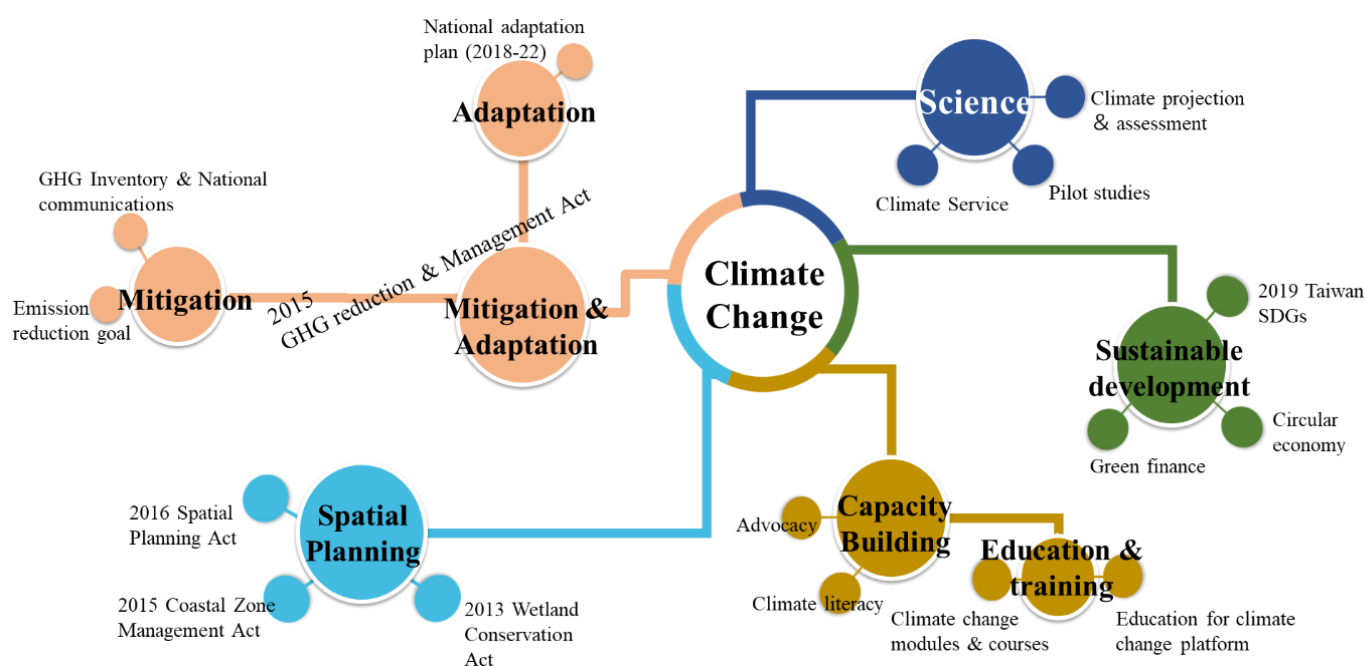 National adaptation
plan (2018-22)
Adaptation
GHG Inventory & National
communications
Mitigation
Emission
reduction goal
2015
GHG reduction & Management Act
Mitigation &
Adaptation
Climate
Change
Science
Climate projection
& assessment
Climate Service
Pilot studies
2019 Taiwan
SDGs
Sustainable
development
Circular
economy
Green finance
Spatial
Planning
2016 Spatial
Planning Act
2015 Coastal Zone
Management Act
2013 Wetland
Conservation
Act
Capacity
Building
Advocacy
Climate literacy
Education &
training
Climate change
modules & courses
Education for climate
change platform